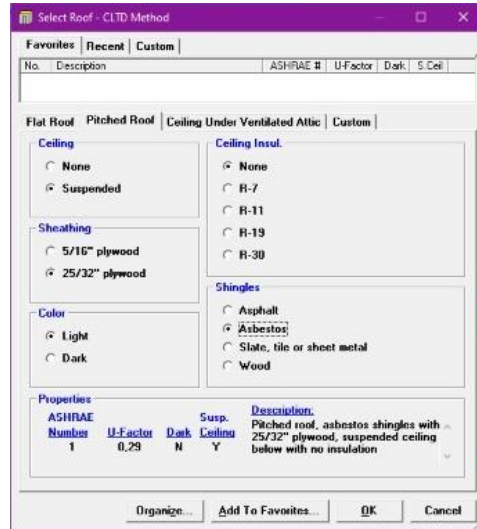 Select Roof - CLTD Method
Favorites Recent Custom
No. Description ASHRAE # U-Factor Dark S.Ceil
Flat Roof Pitched Roof Ceiling Under Ventilated Attic Custom
Ceiling
None
Suspended
Sheathing
5/16" plywood
25/32" plywood
Color
Light
Dark
Ceiling Insul.
None
R-7
R-11
R-19
R-30
Shingles
Asphalt
Asbestos
Slate, tile or sheet metal
Wood
Properties
ASHRAE Number U-Factor Dark Susp. Ceiling
1 0,29 N Y
Description:
Pitched roof, asbestos shingles with
25/32" plywood, suspended ceiling
below with no insulation
Organize... Add To Favorites... OK Cancel